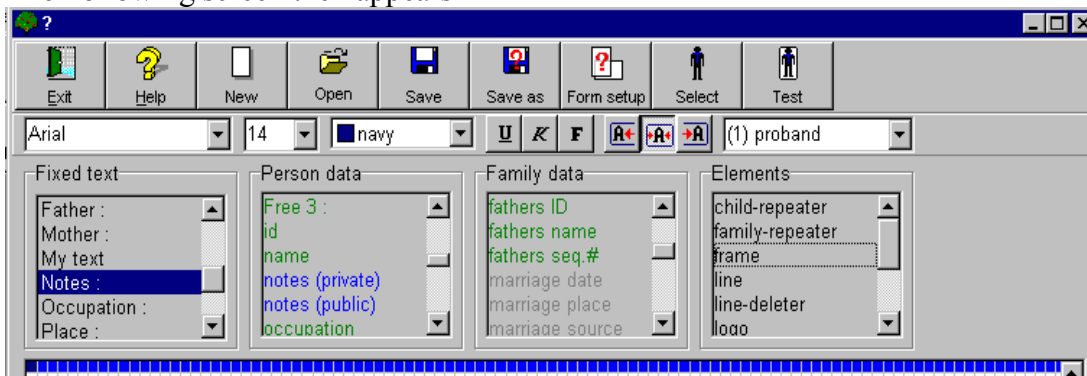 ?
Exit Help New Open Save Save as Form setup Select Test
Arial 14 navy U K F A A A (1) proband
Fixed text Person data Family data Elements
Father : Free 3 : fathers ID child-repeater
Mother : id fathers name family-repeater
My text name fathers seq.# frame
Notes : notes (private) marriage date line
Occupation : notes (public) marriage place line-deleter
Place : occupation marriage source logo